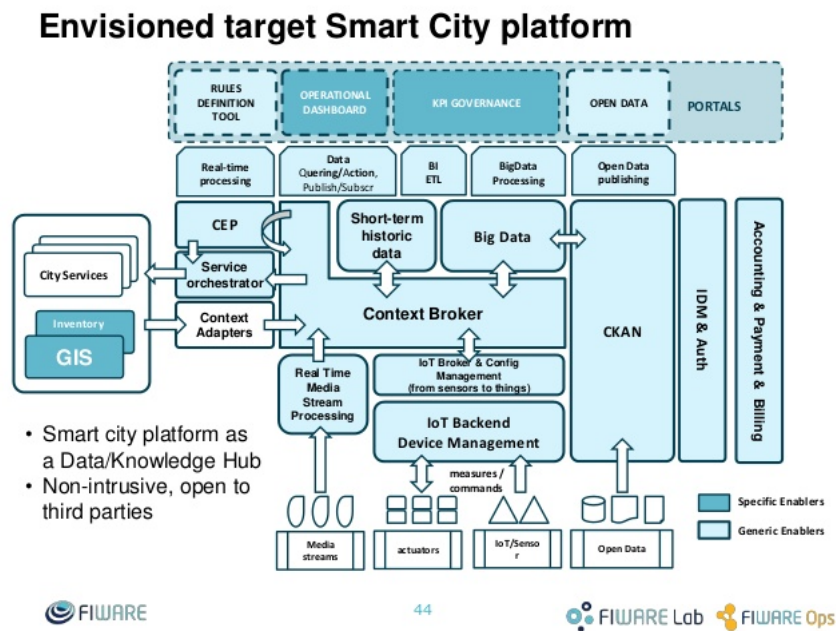 Envisioned target Smart City platform
RULES
DEFINITION
TOOL
OPERATIONAL
DASHBOARD
KPI GOVERNANCE
OPEN DATA
PORTALS
Real-time
processing
Data
Quering/Action,
Publish/Subscr
BI
ETL
BigData
Processing
Open Data
publishing
CEP
Short-term
historic
data
Big Data
City Services
Service
orchestrator
Inventory
GIS
Context
Adapters
Context Broker
CKAN
IDM & Auth
Accounting & Payment & Billing
Real Time
Media
Stream
Processing
IoT Broker & Config
Management
(from sensors to things)
IoT Backend
Device Management
• Smart city platform as
a Data/Knowledge Hub
• Non-intrusive, open to
third parties
measures /
commands
Media
streams
actuators
IoT/Senso
r
Open Data
Specific Enablers
Generic Enablers
FIWARE
44
FIWARE Lab
FIWARE Ops